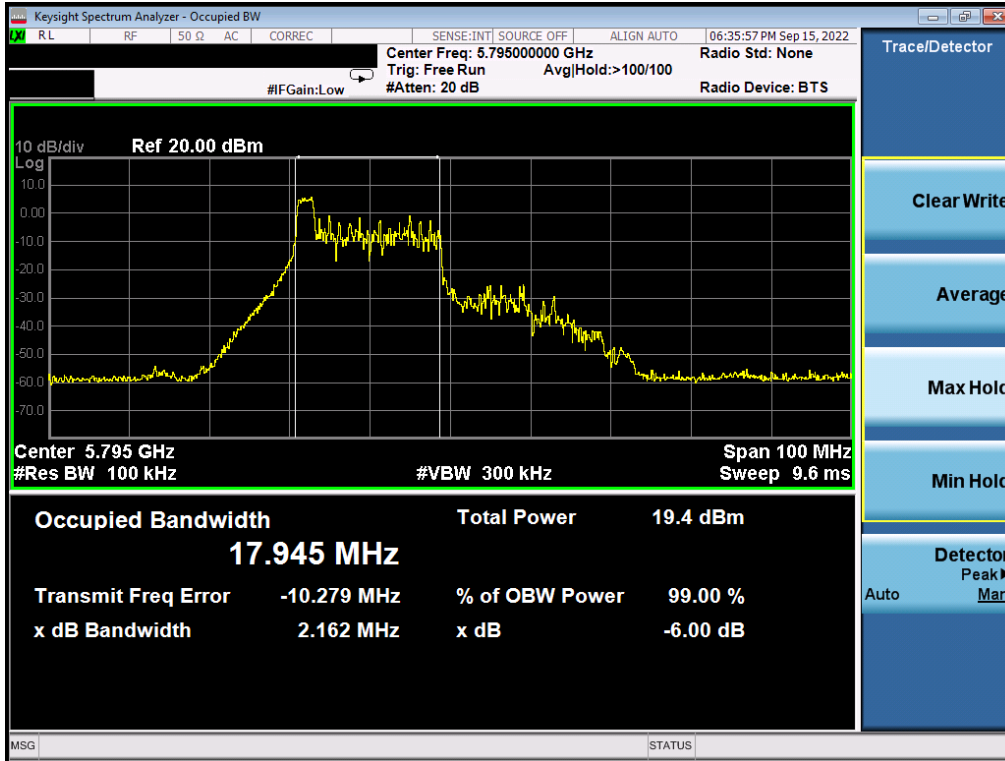 Keysight Spectrum Analyzer - Occupied BW
LXI RL RF 50 Ω AC CORREC SENSE:INT SOURCE OFF ALIGN AUTO 06:35:57 PM Sep 15, 2022
Center Freq: 5.795000000 GHz Radio Std: None
Trig: Free Run Avg|Hold:>100/100
#IFGain:Low #Atten: 20 dB Radio Device: BTS
Trace/Detector
10 dB/div Ref 20.00 dBm
Log
10.0
0.00
-10.0
-20.0
-30.0
-40.0
-50.0
-60.0
-70.0
Center 5.795 GHz Span 100 MHz
#Res BW 100 kHz #VBW 300 kHz Sweep 9.6 ms
Occupied Bandwidth Total Power 19.4 dBm
17.945 MHz
Transmit Freq Error -10.279 MHz % of OBW Power 99.00 %
x dB Bandwidth 2.162 MHz x dB -6.00 dB
Clear Write
Average
Max Hold
Min Hold
Detector
Peak
Auto Man
MSG STATUS